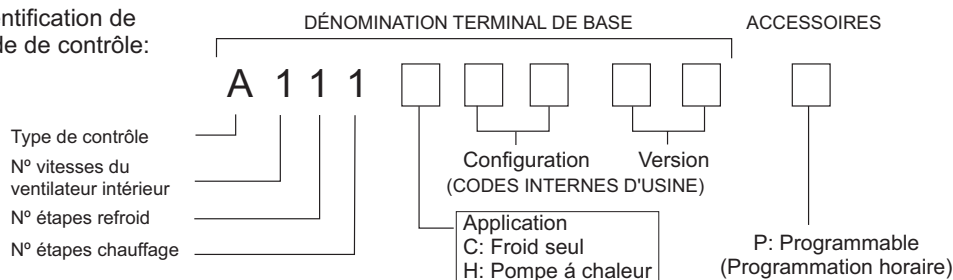 ntification de
de de contrôle:
DÉNOMINATION TERMINAL DE BASE
ACCESSOIRES
A 1 1 1
Type de contrôle
Nº vitesses du
ventilateur intérieur
Nº étapes refroid
Nº étapes chauffage
Configuration
Version
(CODES INTERNES D'USINE)
Application
C: Froid seul
H: Pompe á chaleur
P: Programmable
(Programmation horaire)